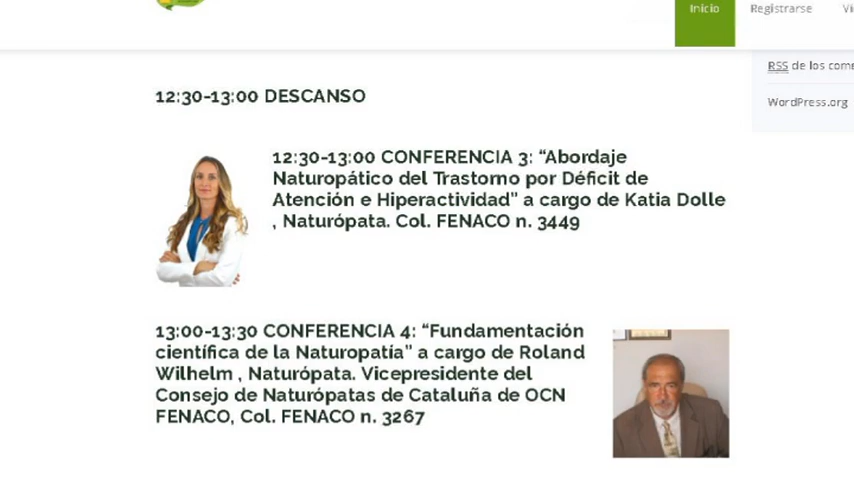 Inicio
Registrarse
RSS de los come
WordPress.org
12:30-13:00 DESCANSO
12:30-13:00 CONFERENCIA 3: “Abordaje
Naturopático del Trastorno por Déficit de
Atención e Hiperactividad” a cargo de Katia Dolle
, Naturópata. Col. FENACO n. 3449
13:00-13:30 CONFERENCIA 4: “Fundamentación
científica de la Naturopatía” a cargo de Roland
Wilhelm , Naturópata. Vicepresidente del
Consejo de Naturópatas de Cataluña de OCN
FENACO, Col. FENACO n. 3267